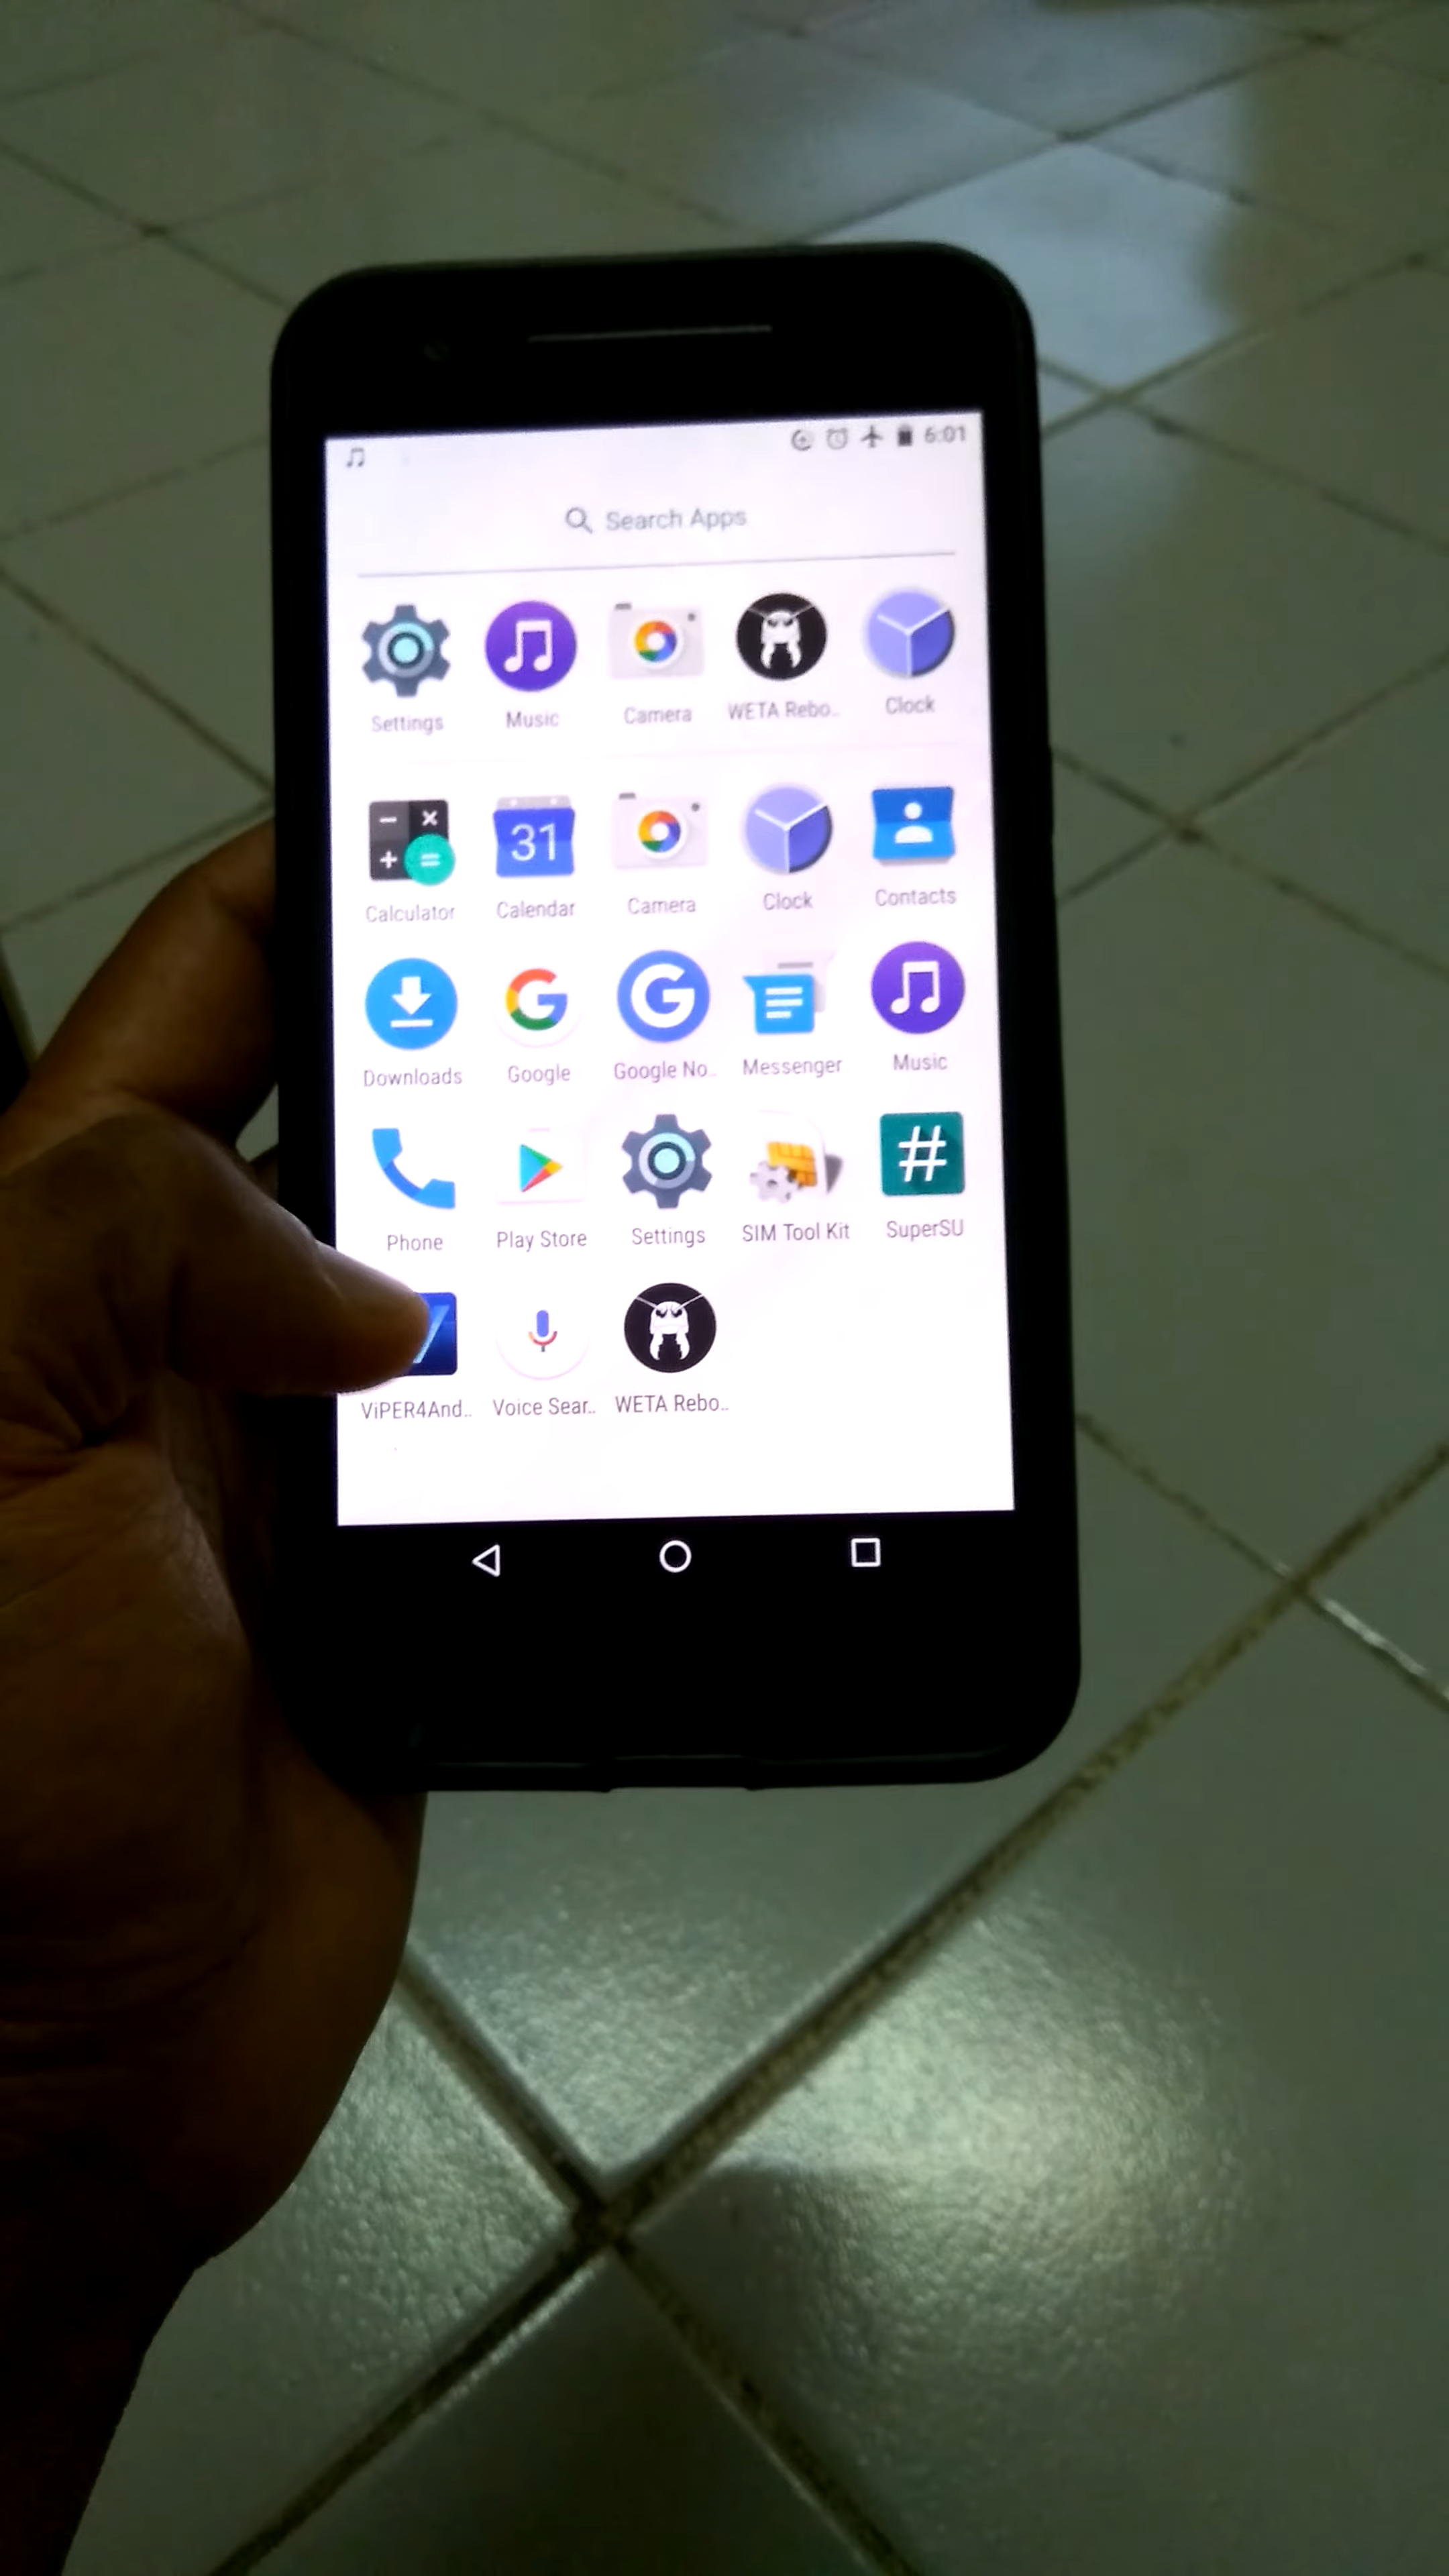 6:01
Search Apps
Settings Music Camera WETA Rebo.. Clock
31
Calculator Calendar Camera Clock Contacts
G G
Downloads Google Google No.. Messenger Music
#
Phone Play Store Settings SIM Tool Kit SuperSU
ViPER4And.. Voice Sear.. WETA Rebo..